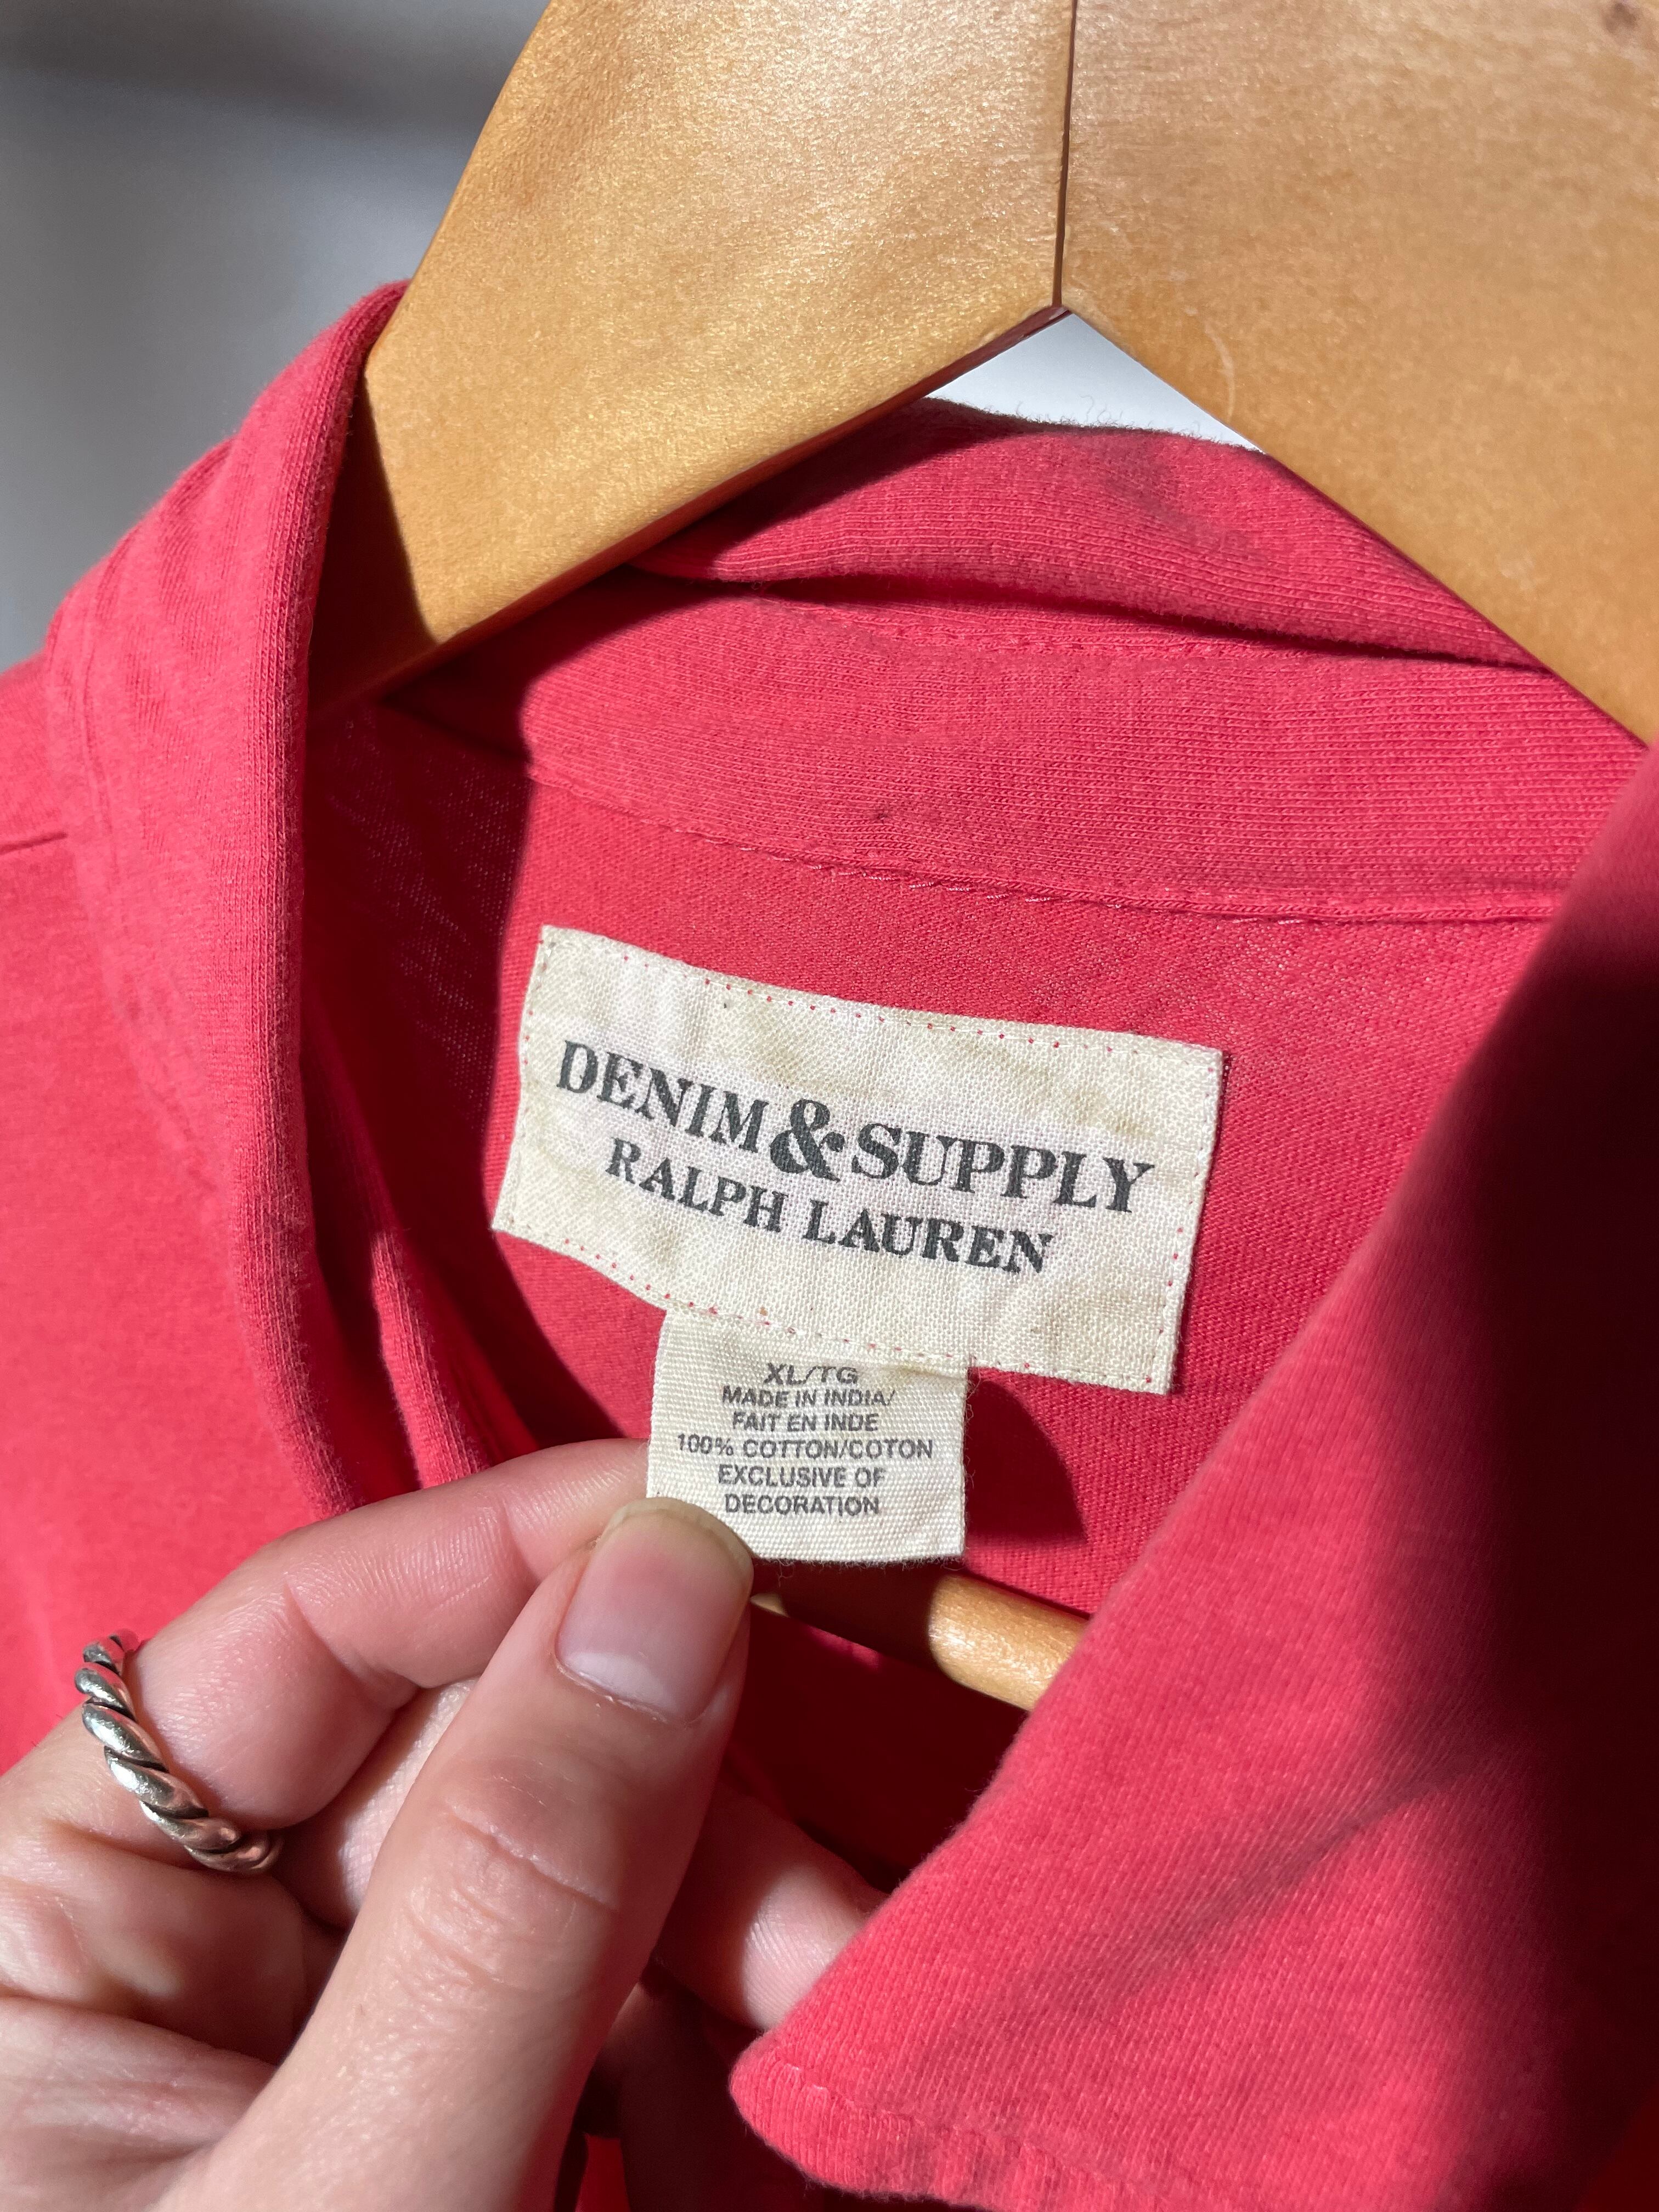 DENIM & SUPPLY
RALPH LAUREN
XL/TG
MADE IN INDIA/
FAIT EN INDE
100% COTTON/COTON
EXCLUSIVE OF
DECORATION